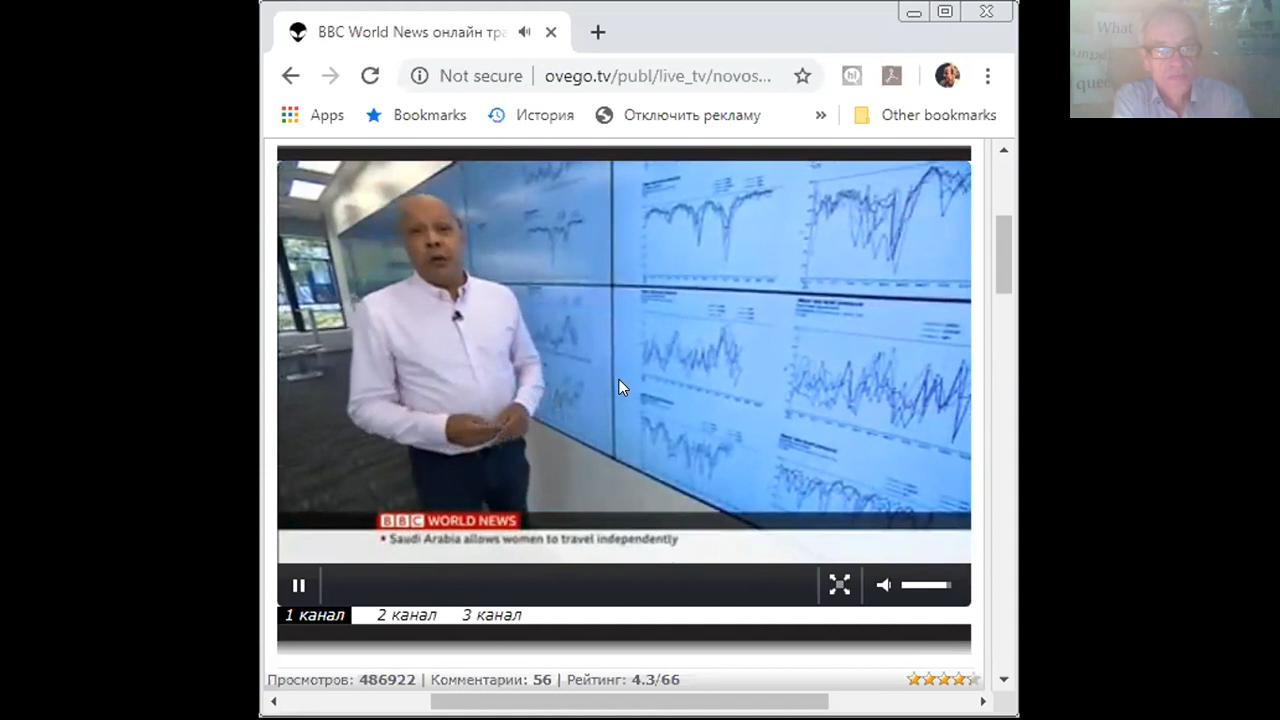 BBC World News онлайн тра
Not secure
ovego.tv/publ/live_tv/novos...
Apps
Bookmarks
История
Отключить рекламу
»
Other bookmarks
BBC WORLD NEWS
• Saudi Arabia allows women to travel independently
1 канал 2 канал 3 канал
Просмотров: 486922 | Комментарии: 56 | Рейтинг: 4.3/66
What